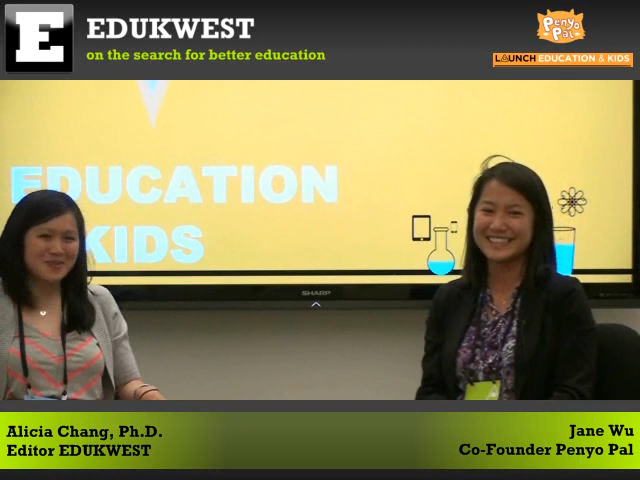 E
EDUKWEST
on the search for better education
Penyo
Pal
LAUNCH EDUCATION & KIDS
EDUCATION
KIDS
SHARP
Alicia Chang, Ph.D.
Editor EDUKWEST
Jane Wu
Co-Founder Penyo Pal